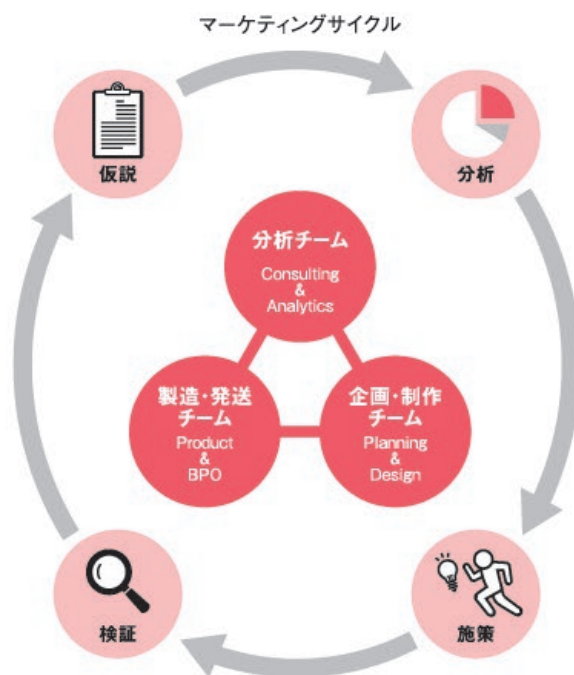 マーケティングサイクル
仮説
分析
分析チーム
Consulting
&
Analytics
製造・発送
チーム
Product
&
BPO
企画・制作
チーム
Planning
&
Design
検証
施策